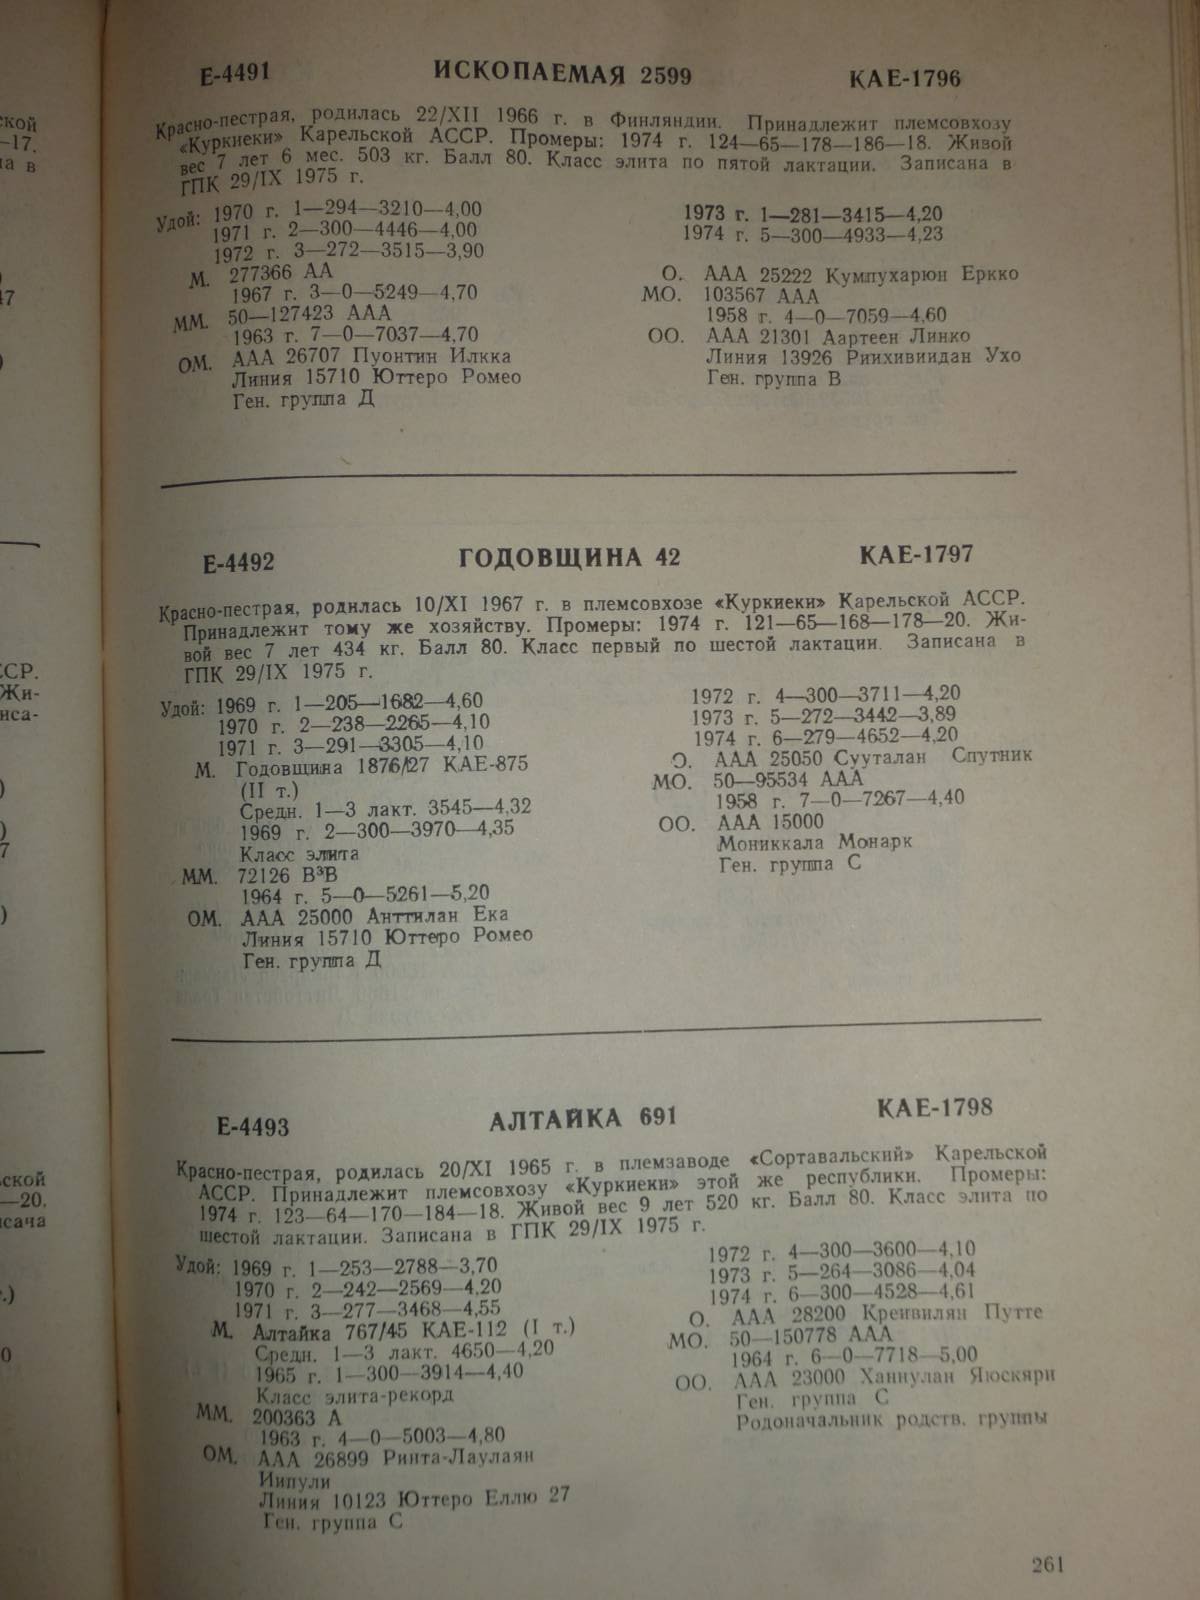 Е-4491 ИСКОПАЕМАЯ 2599 КАЕ-1796
Красно-пестрая, родилась 22/XII 1966 г. в Финляндии. Принадлежит племсовхозу
«Куркиеки» Карельской АССР. Промеры: 1974 г. 124—65—178—186—18. Живой
вес 7 лет 6 мес. 503 кг. Балл 80. Класс элита по пятой лактации. Записана в
ГПК 29/IX 1975 г.
Удой: 1970 г. 1—294—3210—4,00
1971 г. 2—300—4446—4,00
1972 г. 3—272—3515—3,90
М. 277366 АА
1967 г. 3—0—5249—4,70
ММ. 50—127423 ААА
1963 г. 7—0—7037—4,70
ОМ. ААА 26707 Пуонтин Илкка
Линия 15710 Юттеро Ромео
Ген. группа Д
1973 г. 1—281—3415—4,20
1974 г. 5—300—4933—4,23
О. ААА 25222 Кумпухарюн Еркко
МО. 103567 ААА
1958 г. 4—0—7059—4,60
ОО. ААА 21301 Аартеен Линко
Линия 13926 Риихивиидан Ухо
Ген. группа В
Е-4492 ГОДОВЩИНА 42 КАЕ-1797
Красно-пестрая, родилась 10/XI 1967 г. в племсовхозе «Куркиеки» Карельской АССР.
Принадлежит тому же хозяйству. Промеры: 1974 г. 121—65—168—178—20. Жи-
вой вес 7 лет 434 кг. Балл 80. Класс первый по шестой лактации. Записана в
ГПК 29/IX 1975 г.
Удой: 1969 г. 1—205—1682—4,60
1970 г. 2—238—2265—4,10
1971 г. 3—291—3305—4,10
М. Годовщина 1876/27 КАЕ-875
(II т.)
Средн. 1—3 лакт. 3545—4,32
1969 г. 2—300—3970—4,35
Класс элита
ММ. 72126 В³В
1964 г. 5—0—5261—5,20
ОМ. ААА 25000 Анттилан Ека
Линия 15710 Юттеро Ромео
Ген. группа Д
1972 г. 4—300—3711—4,20
1973 г. 5—272—3442—3,89
1974 г. 6—279—4652—4,20
О. ААА 25050 Сууталан Спутник
МО. 50—95534 ААА
1958 г. 7—0—7267—4,40
ОО. ААА 15000
Мониккала Монарк
Ген. группа С
Е-4493 АЛТАЙКА 691 КАЕ-1798
Красно-пестрая, родилась 20/XI 1965 г. в племзаводе «Сортавальский» Карельской
АССР. Принадлежит племсовхозу «Куркиеки» этой же республики. Промеры:
1974 г. 123—64—170—184—18. Живой вес 9 лет 520 кг. Балл 80. Класс элита по
шестой лактации. Записана в ГПК 29/IX 1975 г.
Удой: 1969 г. 1—253—2788—3,70
1970 г. 2—242—2569—4,20
1971 г. 3—277—3468—4,55
М. Алтайка 767/45 КАЕ-112 (I т.)
Средн. 1—3 лакт. 4650—4,20
1965 г. 1—300—3914—4,40
Класс элита-рекорд
ММ. 200363 А
1963 г. 4—0—5003—4,80
ОМ. ААА 26899 Ринта-Лаулаян
Иипули
Линия 10123 Юттеро Еллю 27
Ген. группа С
1972 г. 4—300—3600—4,10
1973 г. 5—264—3086—4,04
1974 г. 6—300—4528—4,61
О. ААА 28200 Креивилян Путте
МО. 50—150778 ААА
1964 г. 6—0—7718—5,00
ОО. ААА 23000 Ханнулан Яюскяри
Ген. группа С
Родоначальник родств. группы
261